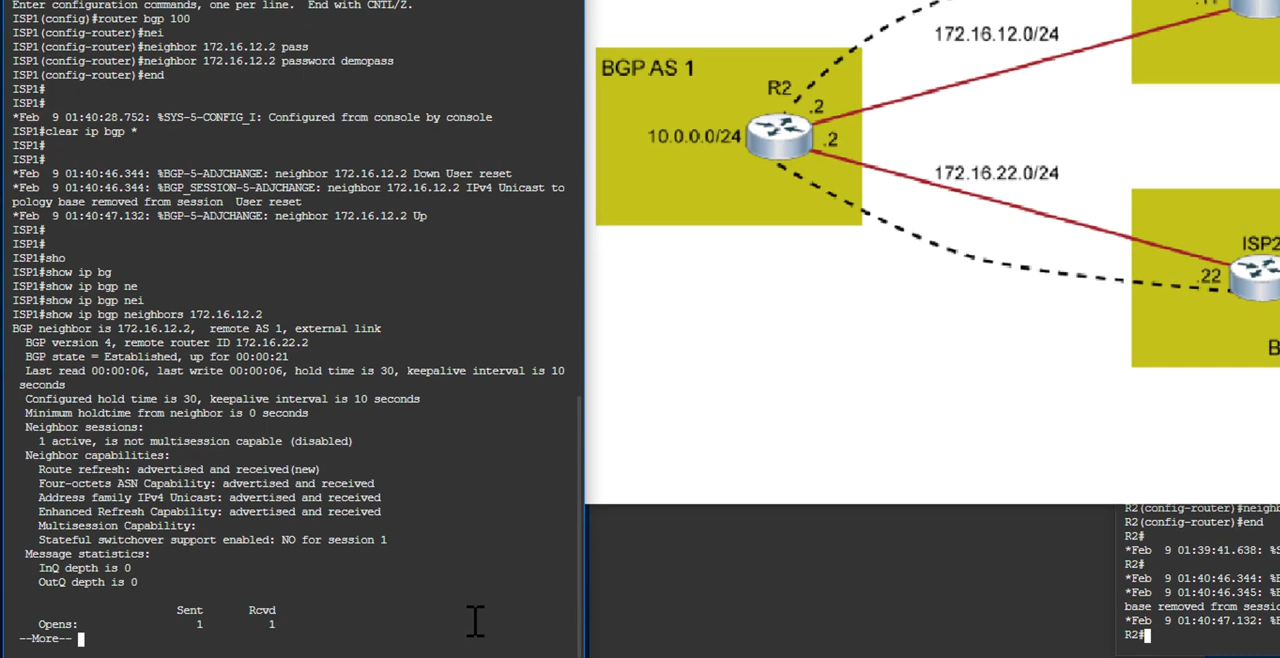 Enter configuration commands, one per line.  End with CNTL/Z.
ISP1(config)#router bgp 100
ISP1(config-router)#nei
ISP1(config-router)#neighbor 172.16.12.2 pass
ISP1(config-router)#neighbor 172.16.12.2 password demopass
ISP1(config-router)#end
ISP1#
ISP1#
*Feb  9 01:40:28.752: %SYS-5-CONFIG_I: Configured from console by console
ISP1#clear ip bgp *
ISP1#
ISP1#
*Feb  9 01:40:46.344: %BGP-5-ADJCHANGE: neighbor 172.16.12.2 Down User reset
*Feb  9 01:40:46.344: %BGP_SESSION-5-ADJCHANGE: neighbor 172.16.12.2 IPv4 Unicast to
pology base removed from session  User reset
*Feb  9 01:40:47.132: %BGP-5-ADJCHANGE: neighbor 172.16.12.2 Up
ISP1#
ISP1#
ISP1#sho
ISP1#show ip bg
ISP1#show ip bgp ne
ISP1#show ip bgp nei
ISP1#show ip bgp neighbors 172.16.12.2
BGP neighbor is 172.16.12.2,  remote AS 1, external link
  BGP version 4, remote router ID 172.16.22.2
  BGP state = Established, up for 00:00:21
  Last read 00:00:06, last write 00:00:06, hold time is 30, keepalive interval is 10
 seconds
  Configured hold time is 30, keepalive interval is 10 seconds
  Minimum holdtime from neighbor is 0 seconds
  Neighbor sessions:
    1 active, is not multisession capable (disabled)
  Neighbor capabilities:
    Route refresh: advertised and received(new)
    Four-octets ASN Capability: advertised and received
    Address family IPv4 Unicast: advertised and received
    Enhanced Refresh Capability: advertised and received
    Multisession Capability:
    Stateful switchover support enabled: NO for session 1
  Message statistics:
    InQ depth is 0
    OutQ depth is 0
                         Sent       Rcvd
    Opens:                  1          1
 --More--
BGP AS 1
R2
.2
.2
10.0.0.0/24
172.16.12.0/24
172.16.22.0/24
ISP2
.22
B
R2(config-router)#neighb
R2(config-router)#end
R2#
*Feb  9 01:39:41.638: %S
R2#
*Feb  9 01:40:46.344: %B
*Feb  9 01:40:46.345: %B
base removed from sessio
*Feb  9 01:40:47.132: %B
R2#